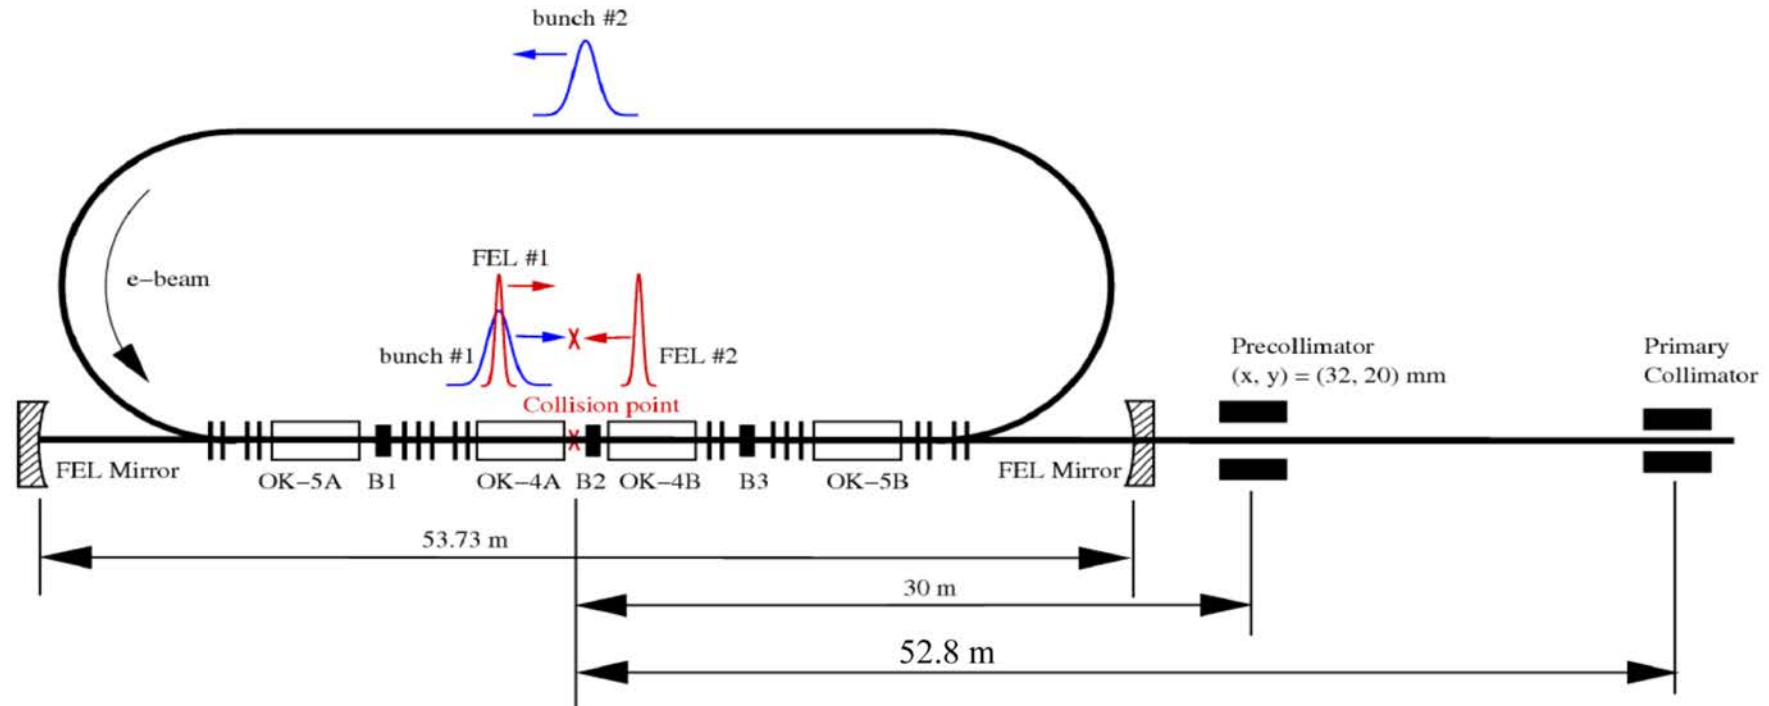 bunch #2
FEL #1
e−beam
bunch #1
FEL #2
Precollimator
(x, y) = (32, 20) mm
Primary
Collimator
Collision point
FEL Mirror
OK−5A
B1
OK−4A
B2
OK−4B
B3
OK−5B
FEL Mirror
53.73 m
30 m
52.8 m